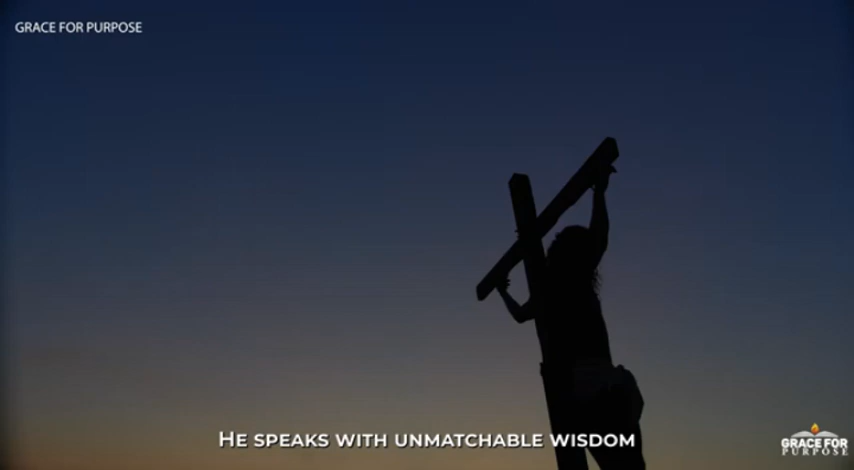 GRACE FOR PURPOSE
HE SPEAKS WITH UNMATCHABLE WISDOM
GRACE FOR
PURPOSE